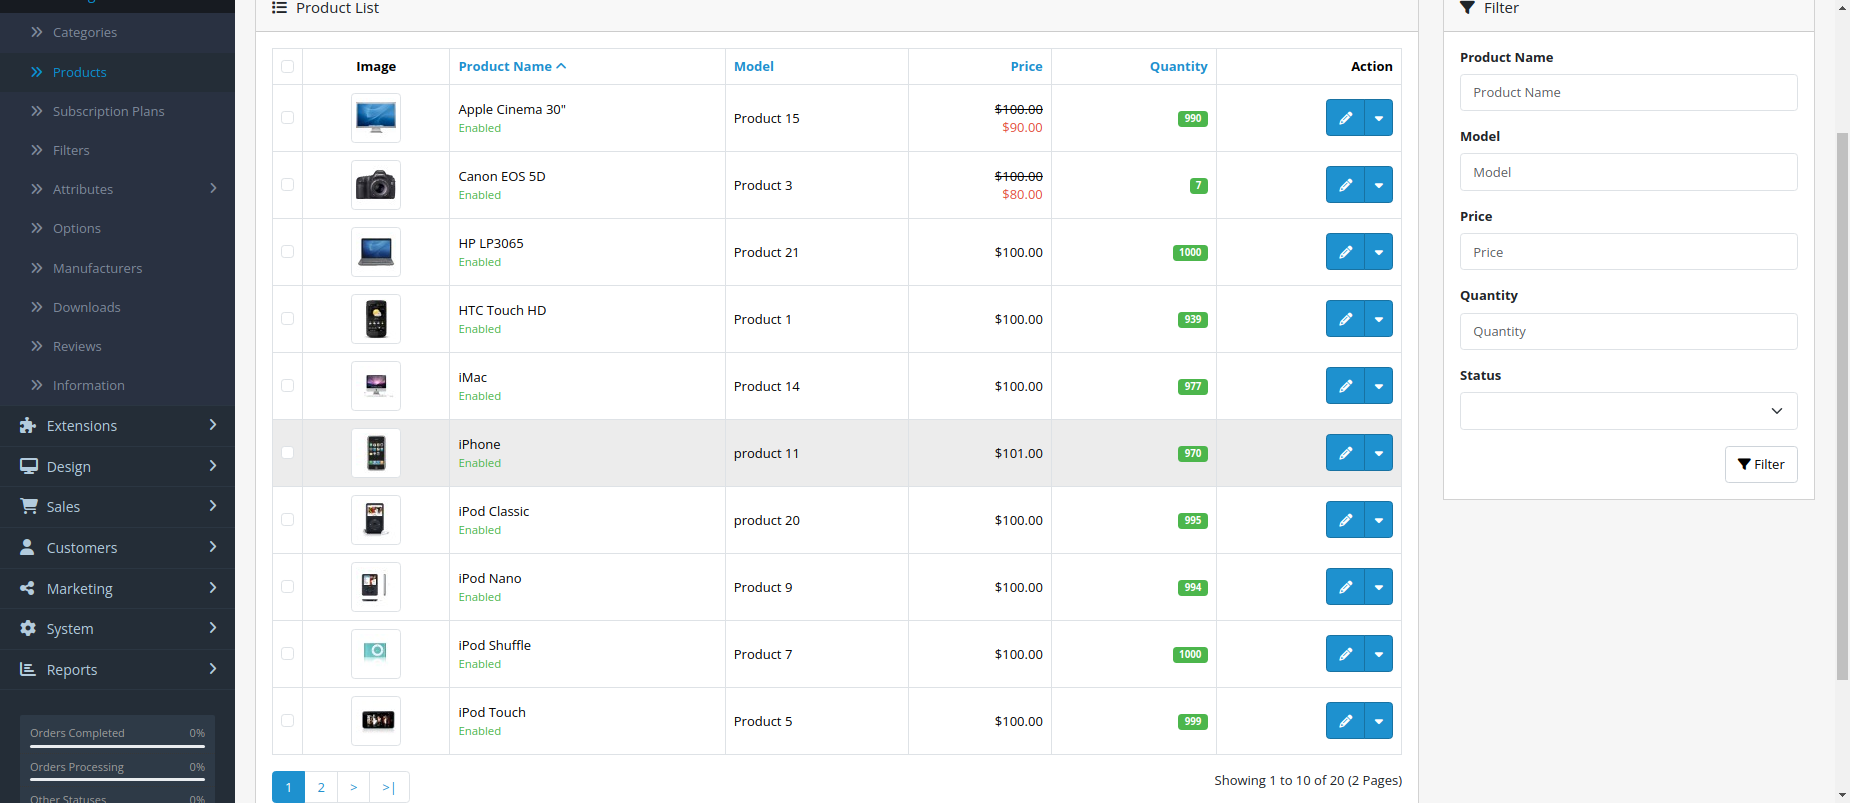 Categories
Products
Subscription Plans
Filters
Attributes
Options
Manufacturers
Downloads
Reviews
Information
Extensions
Design
Sales
Customers
Marketing
System
Reports
Orders Completed 0%
Orders Processing 0%
Other Statuses 0%
Product List
Image Product Name Model Price Quantity Action
Apple Cinema 30"
Enabled
Product 15
$100.00
$90.00
990
Canon EOS 5D
Enabled
Product 3
$100.00
$80.00
7
HP LP3065
Enabled
Product 21
$100.00
1000
HTC Touch HD
Enabled
Product 1
$100.00
939
iMac
Enabled
Product 14
$100.00
977
iPhone
Enabled
product 11
$101.00
970
iPod Classic
Enabled
product 20
$100.00
995
iPod Nano
Enabled
Product 9
$100.00
994
iPod Shuffle
Enabled
Product 7
$100.00
1000
iPod Touch
Enabled
Product 5
$100.00
999
1 2 > >|
Showing 1 to 10 of 20 (2 Pages)
Filter
Product Name
Product Name
Model
Model
Price
Price
Quantity
Quantity
Status
Filter